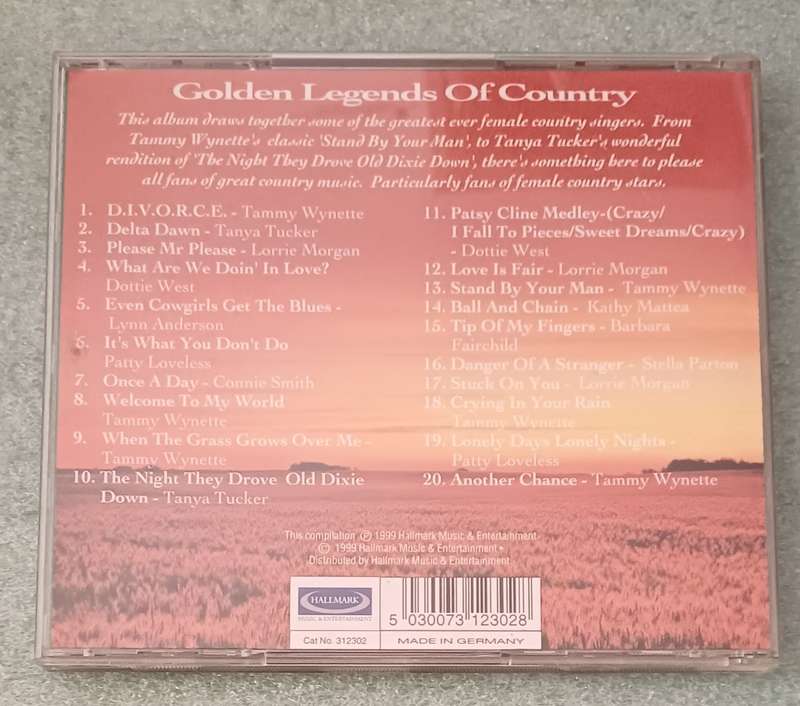 Golden Legends Of Country
This album draws together some of the greatest ever female country singers. From
Tammy Wynette's classic 'Stand By Your Man', to Tanya Tucker's wonderful
rendition of 'The Night They Drove Old Dixie Down', there's something here to please
all fans of great country music. Particularly fans of female country stars.
1. D.I.V.O.R.C.E. - Tammy Wynette
2. Delta Dawn - Tanya Tucker
3. Please Mr Please - Lorrie Morgan
4. What Are We Doin' In Love?
Dottie West
5. Even Cowgirls Get The Blues -
Lynn Anderson
6. It's What You Don't Do
Patty Loveless
7. Once A Day - Connie Smith
8. Welcome To My World
Tammy Wynette
9. When The Grass Grows Over Me -
Tammy Wynette
10. The Night They Drove Old Dixie
Down - Tanya Tucker
11. Patsy Cline Medley-(Crazy/
I Fall To Pieces/Sweet Dreams/Crazy)
- Dottie West
12. Love Is Fair - Lorrie Morgan
13. Stand By Your Man - Tammy Wynette
14. Ball And Chain - Kathy Mattea
15. Tip Of My Fingers - Barbara
Fairchild
16. Danger Of A Stranger - Stella Parton
17. Stuck On You - Lorrie Morgan
18. Crying In Your Rain
Tammy Wynette
19. Lonely Days Lonely Nights -
Patty Loveless
20. Another Chance - Tammy Wynette
This compilation ℗ 1999 Hallmark Music & Entertainment
© 1999 Hallmark Music & Entertainment •
Distributed by Hallmark Music & Entertainment
HALLMARK
MUSIC & ENTERTAINMENT
Cat No. 312302
5 030073 123028
MADE IN GERMANY